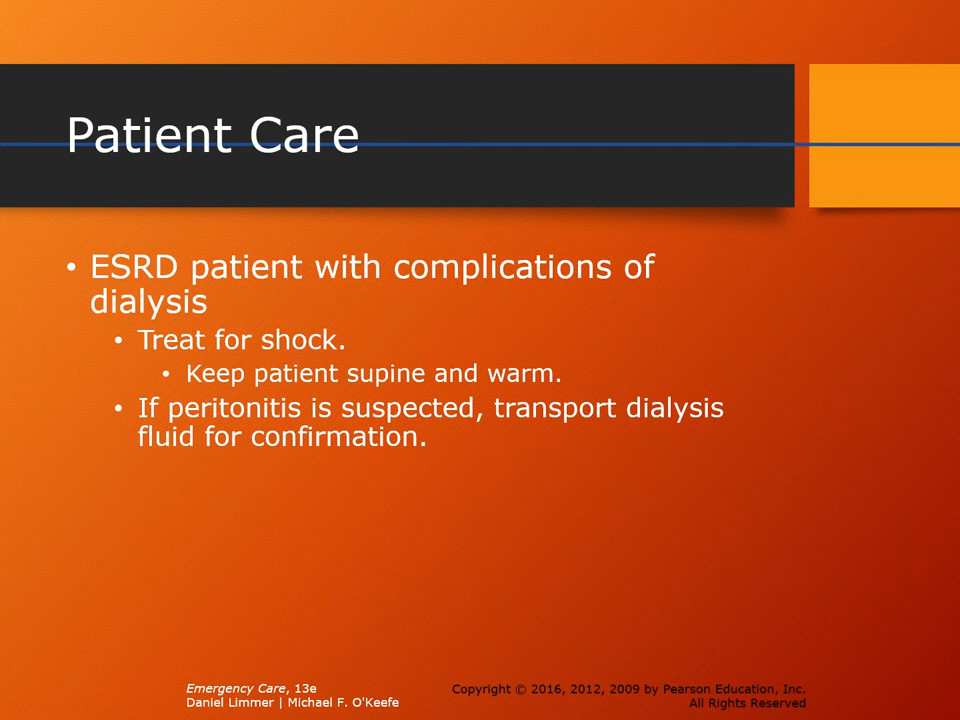 Patient Care
• ESRD patient with complications of
dialysis
• Treat for shock.
• Keep patient supine and warm.
• If peritonitis is suspected, transport dialysis
fluid for confirmation.
Emergency Care, 13e
Daniel Limmer | Michael F. O'Keefe
Copyright © 2016, 2012, 2009 by Pearson Education, Inc.
All Rights Reserved